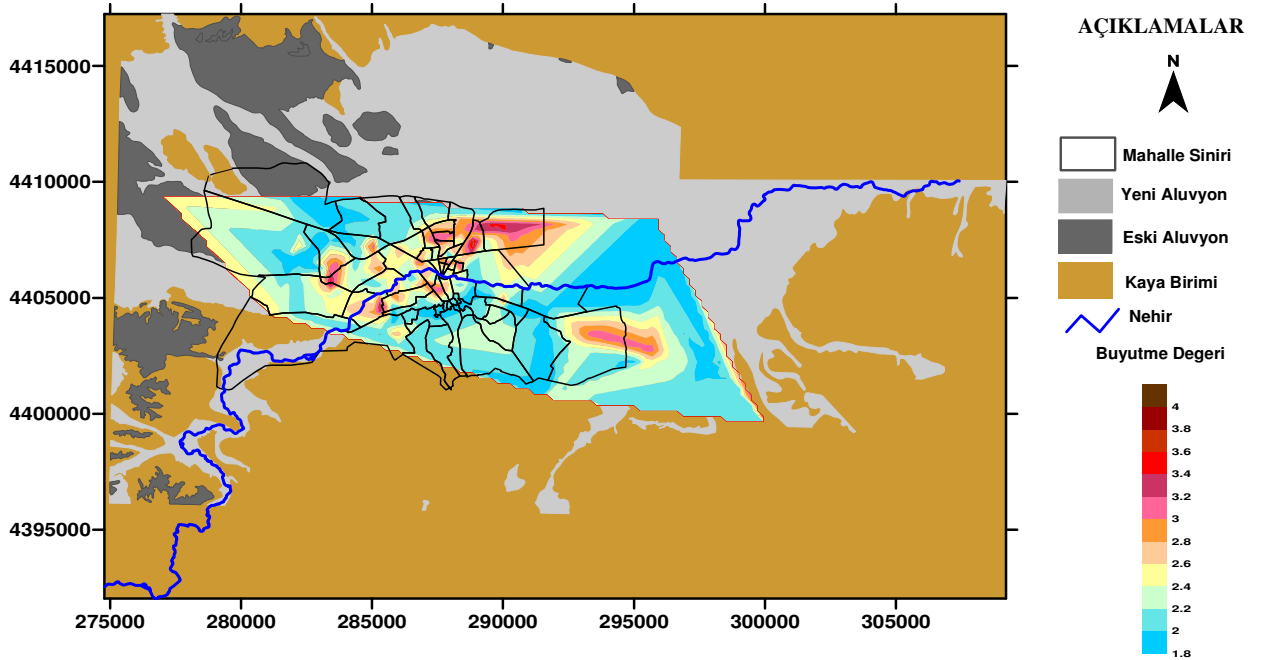 AÇIKLAMALAR
N
Mahalle Siniri
Yeni Aluvyon
Eski Aluvyon
Kaya Birimi
Nehir
Buyutme Degeri
4
3.8
3.6
3.4
3.2
3
2.8
2.6
2.4
2.2
2
1.8
4415000
4410000
4405000
4400000
4395000
275000 280000 285000 290000 295000 300000 305000